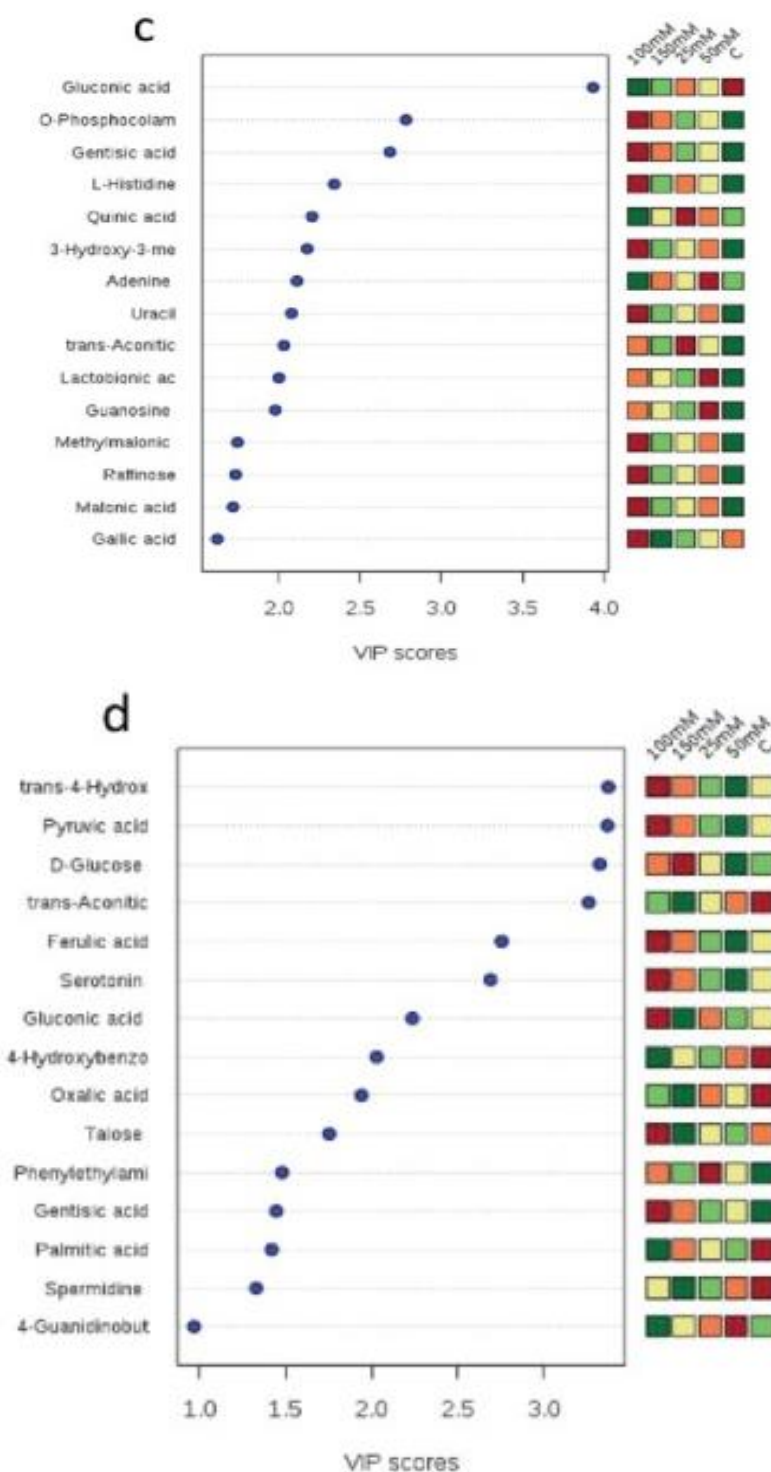 c
100mM 150mM 25mM 50mM C
Gluconic acid
O-Phosphocolam
Gentisic acid
L-Histidine
Quinic acid
3-Hydroxy-3-me
Adenine
Uracil
trans-Aconitic
Lactobionic ac
Guanosine
Methylmalonic
Raffinose
Malonic acid
Gallic acid
2.0 2.5 3.0 3.5 4.0
VIP scores
d
100mM 150mM 25mM 50mM C
trans-4-Hydrox
Pyruvic acid
D-Glucose
trans-Aconitic
Ferulic acid
Serotonin
Gluconic acid
4-Hydroxybenzo
Oxalic acid
Talose
Phenylethylami
Gentisic acid
Palmitic acid
Spermidine
4-Guanidinobut
1.0 1.5 2.0 2.5 3.0
VIP scores